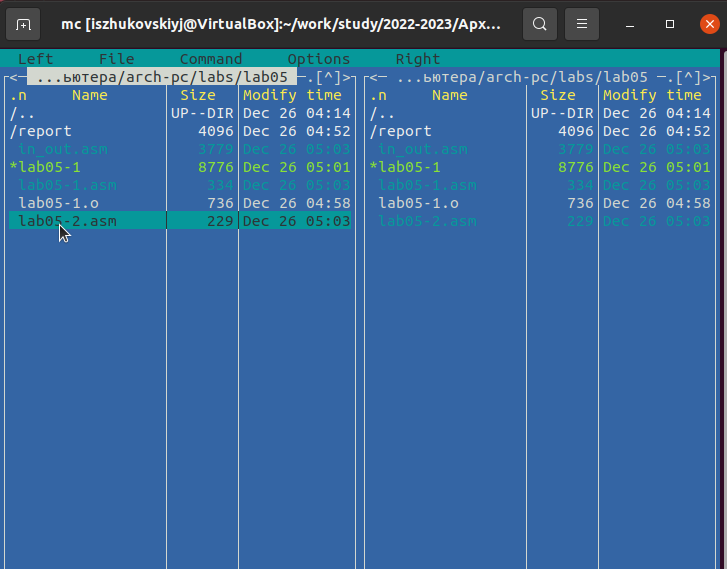 mc [iszhukovskiyj@VirtualBox]:~/work/study/2022-2023/Арх...
Left File Command Options Right
<─ ...ьютера/arch-pc/labs/lab05 ─.[^]> <─ ...ьютера/arch-pc/labs/lab05 ─.[^]>
.n Name Size Modify time .n Name Size Modify time
/.. UP--DIR Dec 26 04:14 /.. UP--DIR Dec 26 04:14
/report 4096 Dec 26 04:52 /report 4096 Dec 26 04:52
in_out.asm 3779 Dec 26 05:03 in_out.asm 3779 Dec 26 05:03
*lab05-1 8776 Dec 26 05:01 *lab05-1 8776 Dec 26 05:01
lab05-1.asm 334 Dec 26 05:03 lab05-1.asm 334 Dec 26 05:03
lab05-1.o 736 Dec 26 04:58 lab05-1.o 736 Dec 26 04:58
lab05-2.asm 229 Dec 26 05:03 lab05-2.asm 229 Dec 26 05:03